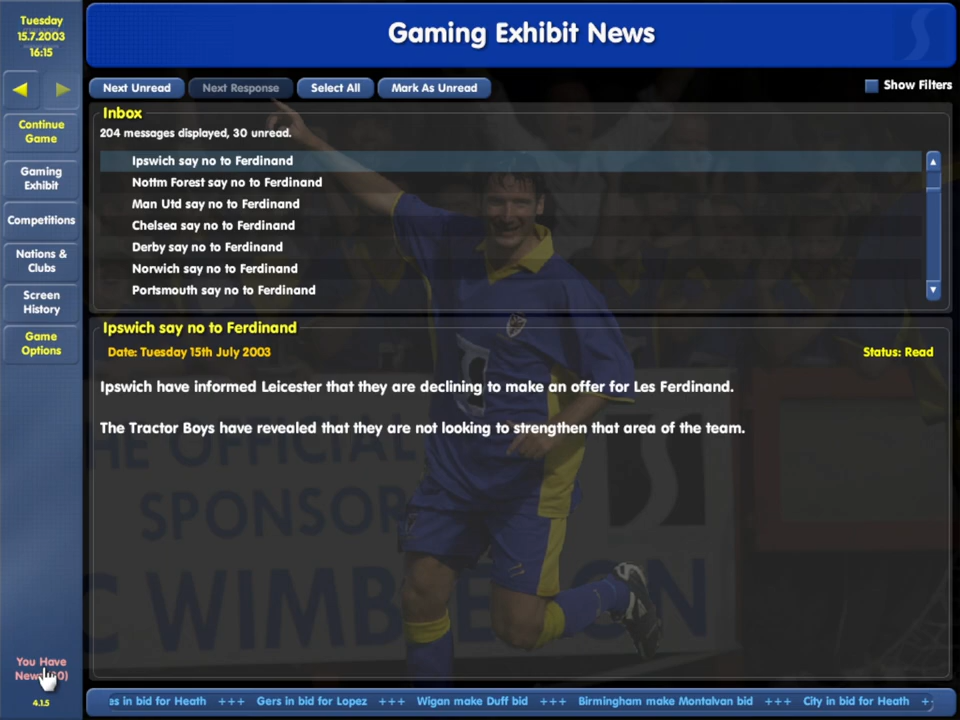 Tuesday
15.7.2003
16:15
Gaming Exhibit News
Next Unread
Next Response
Select All
Mark As Unread
Show Filters
Continue
Game
Gaming
Exhibit
Competitions
Nations &
Clubs
Screen
History
Game
Options
Inbox
204 messages displayed, 30 unread.
Ipswich say no to Ferdinand
Nottm Forest say no to Ferdinand
Man Utd say no to Ferdinand
Chelsea say no to Ferdinand
Derby say no to Ferdinand
Norwich say no to Ferdinand
Portsmouth say no to Ferdinand
Ipswich say no to Ferdinand
Date: Tuesday 15th July 2003
Status: Read
Ipswich have informed Leicester that they are declining to make an offer for Les Ferdinand.
The Tractor Boys have revealed that they are not looking to strengthen that area of the team.
OFFICIAL
SPONSOR
You Have
4.1.5
es in bid for Heath +++ Gers in bid for Lopez +++ Wigan make Duff bid +++ Birmingham make Montalvan bid +++ City in bid for Heath +